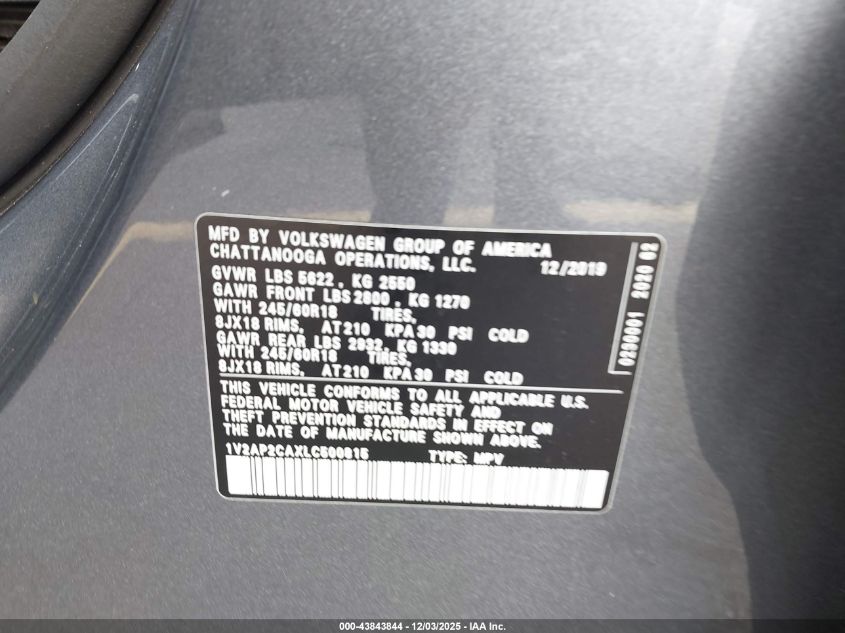 MFD BY VOLKSWAGEN GROUP OF AMERICA
CHATTANOOGA OPERATIONS, LLC. 12/2019
GVWR LBS 5622, KG 2550
GAWR FRONT LBS 2800, KG 1270
WITH 245/60R18 TIRES,
8JX18 RIMS, AT 210 KPA 30 PSI COLD
GAWR REAR LBS 2932, KG 1330
WITH 245/60R18 TIRES,
8JX18 RIMS, AT 210 KPA 30 PSI COLD
THIS VEHICLE CONFORMS TO ALL APPLICABLE U.S.
FEDERAL MOTOR VEHICLE SAFETY AND
THEFT PREVENTION STANDARDS IN EFFECT ON THE
DATE OF MANUFACTURE SHOWN ABOVE.
1V2AP2CAXLC500815 TYPE: MPV
0290001 2020 02
000-43843844 - 12/03/2025 - IAA Inc.